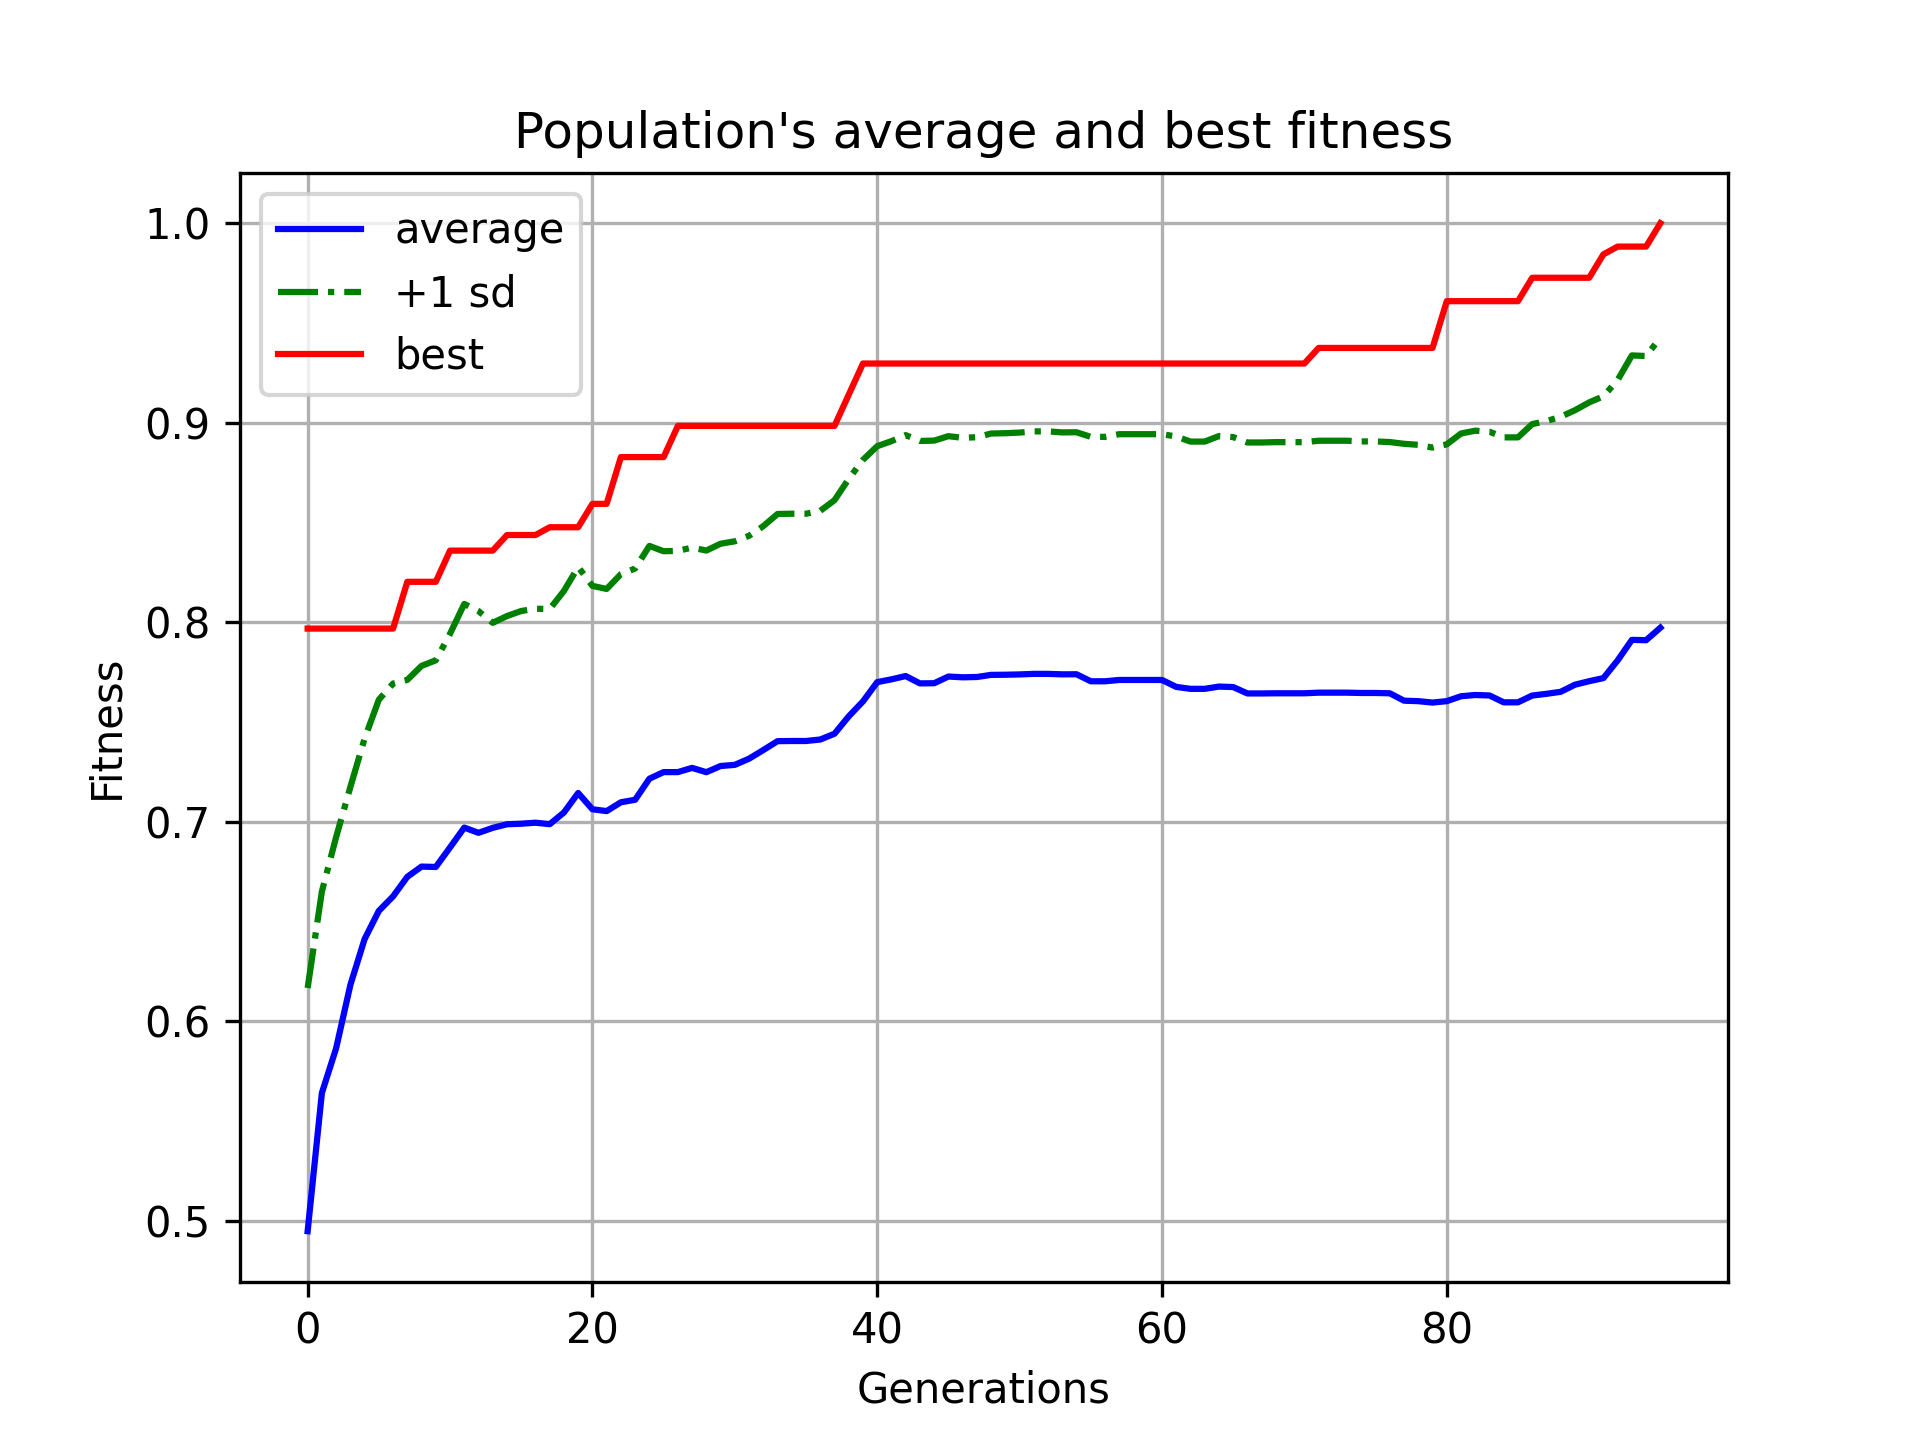 Population's average and best fitness
average
+1 sd
best
1.0
0.9
0.8
0.7
0.6
0.5
Fitness
0 20 40 60 80
Generations